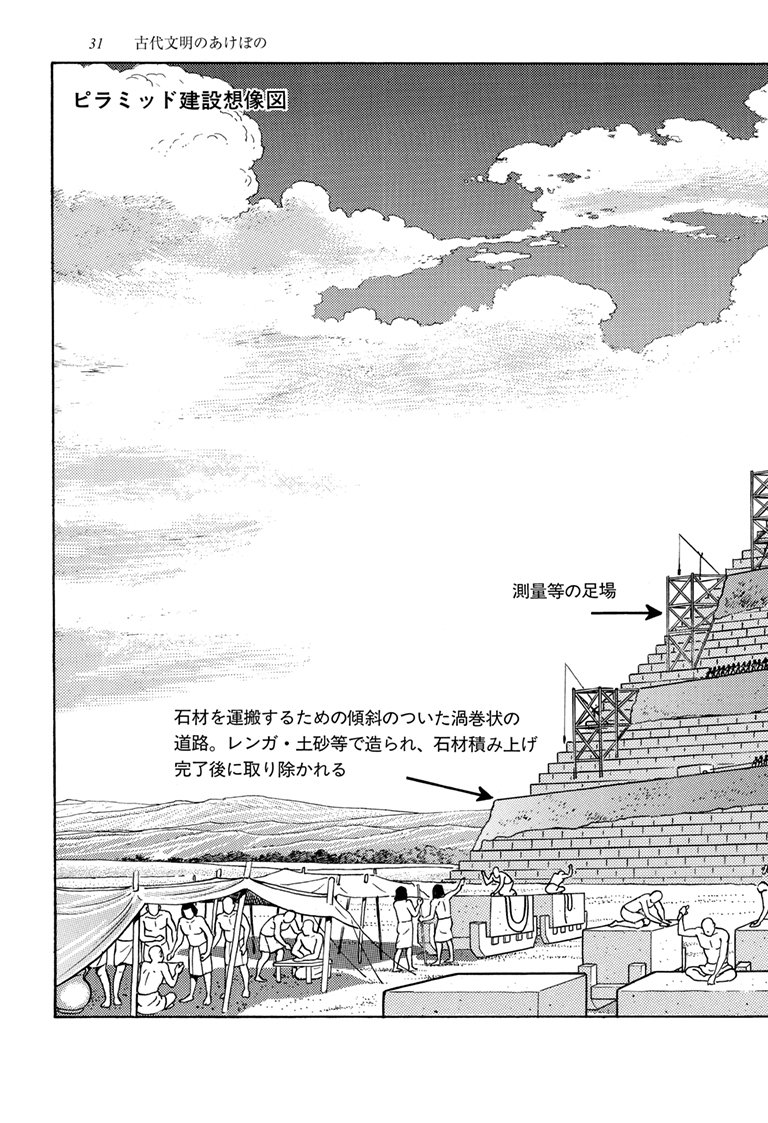 31 古代文明のあけぼの
ピラミッド建設想像図
測量等の足場
石材を運搬するための傾斜のついた渦巻状の
道路。レンガ・土砂等で造られ、石材積み上げ
完了後に取り除かれる